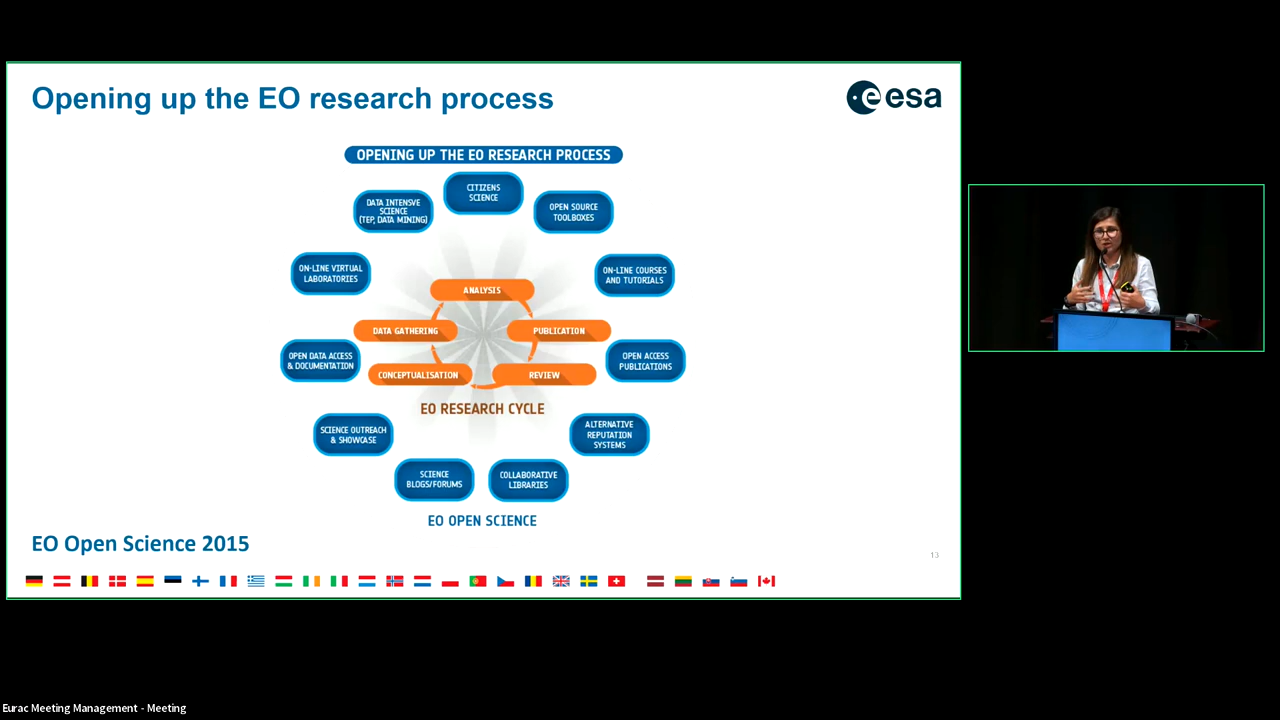 Opening up the EO research process
esa
OPENING UP THE EO RESEARCH PROCESS
CITIZENS
SCIENCE
DATA INTENSVE
SCIENCE
(TEP, DATA MINING)
OPEN SOURCE
TOOLBOXES
ON-LINE VIRTUAL
LABORATORIES
ON-LINE COURSES
AND TUTORIALS
ANALYSIS
DATA GATHERING
PUBLICATION
OPEN DATA ACCESS
& DOCUMENTATION
OPEN ACCESS
PUBLICATIONS
CONCEPTUALISATION
REVIEW
EO RESEARCH CYCLE
SCIENCE OUTREACH
& SHOWCASE
ALTERNATIVE
REPUTATION
SYSTEMS
SCIENCE
BLOGS/FORUMS
COLLABORATIVE
LIBRARIES
EO OPEN SCIENCE
EO Open Science 2015
13
Eurac Meeting Management - Meeting